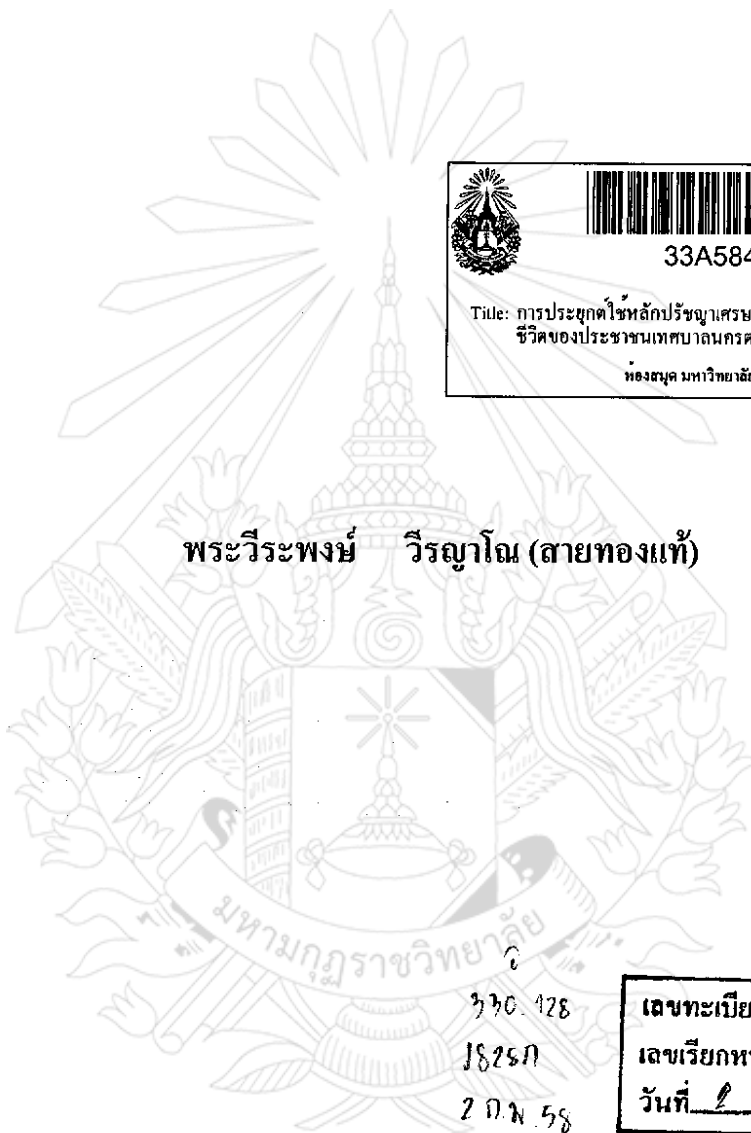 33A584
Title: การประยุกต์ใช้หลักปรัชญาเศรษ
ชีวิตของประชาชนเทศบาลนครต
ห้องสมุด มหาวิทยาลัย
พระวีระพงษ์ วีรญาโณ (สายทองแท้)
มหามกุฏราชวิทยาลัย
330.128
2 ก.พ. 58
เลขทะเบีย
เลขเรียกห
วันที่